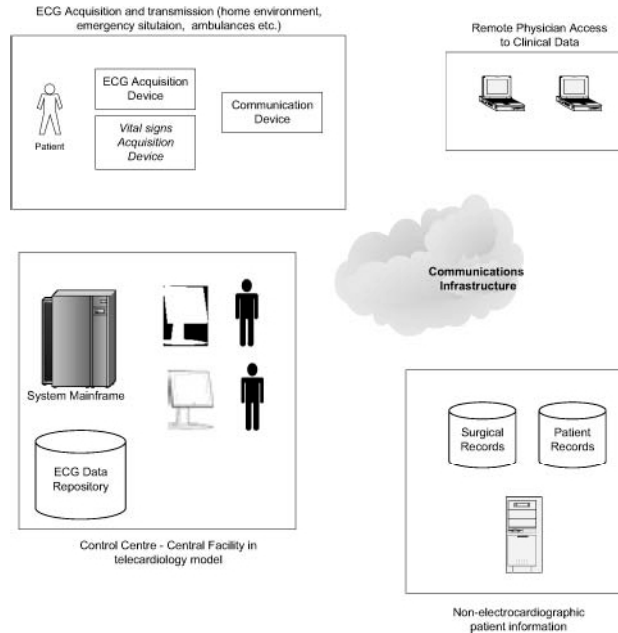 ECG Acquisition and transmission (home environment,
emergency situtaion, ambulances etc.)
ECG Acquisition
Device
Communication
Device
Vital signs
Acquisition
Device
Patient
Remote Physician Access
to Clinical Data
Communications
Infrastructure
System Mainframe
ECG Data
Repository
Control Centre - Central Facility in
telecardiology model
Surgical
Records
Patient
Records
Non-electrocardiographic
patient information